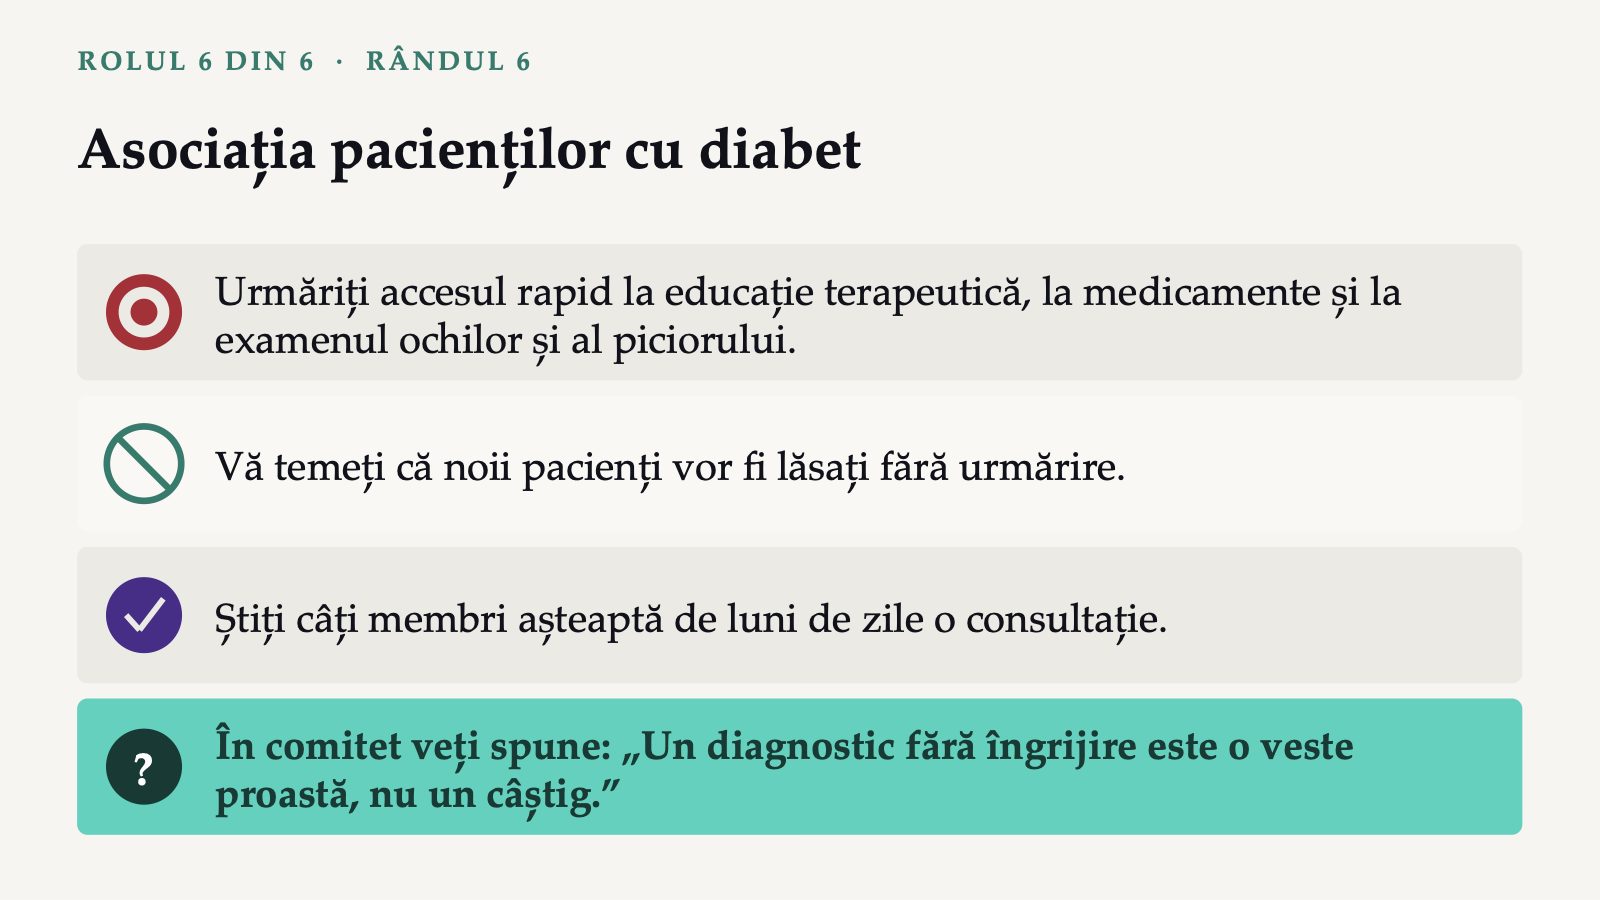 ROLUL 6 DIN 6 · RÂNDUL 6
Asociația pacienților cu diabet
Urmăriți accesul rapid la educație terapeutică, la medicamente și la
examenul ochilor și al piciorului.
Vă temeți că noii pacienți vor fi lăsați fără urmărire.
Știți câți membri așteaptă de luni de zile o consultație.
?
În comitet veți spune: „Un diagnostic fără îngrijire este o veste
proastă, nu un câștig.”